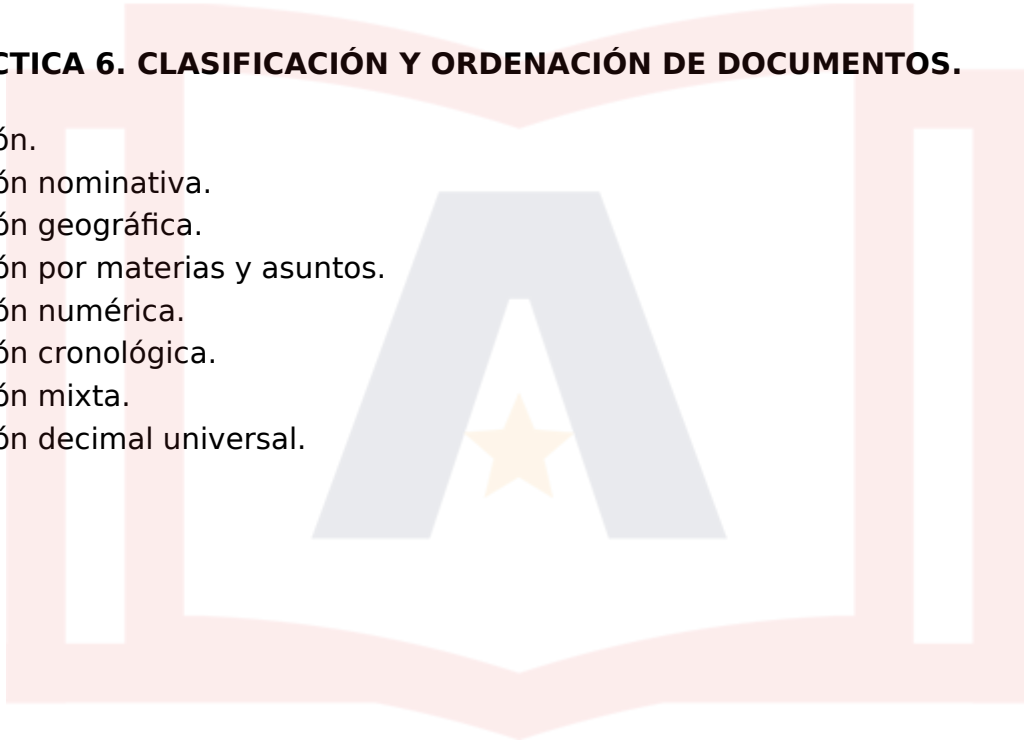 CTICA 6. CLASIFICACIÓN Y ORDENACIÓN DE DOCUMENTOS.
ón.
ón nominativa.
ón geográfica.
ón por materias y asuntos.
ón numérica.
ón cronológica.
ón mixta.
ón decimal universal.